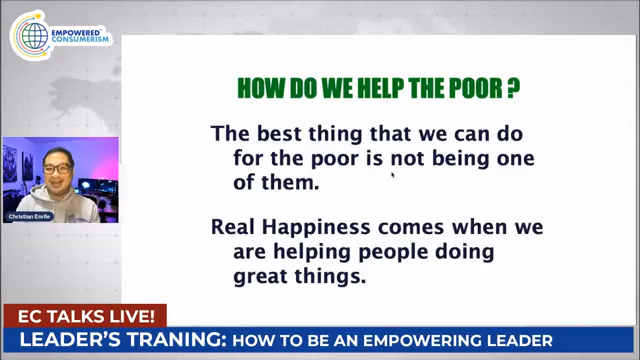 EMPOWERED
CONSUMERISM
HOW DO WE HELP THE POOR ?
The best thing that we can do
for the poor is not being one
of them.
Real Happiness comes when we
are helping people doing
great things.
Christian Enrile
EC TALKS LIVE!
LEADER'S TRANING: HOW TO BE AN EMPOWERING LEADER